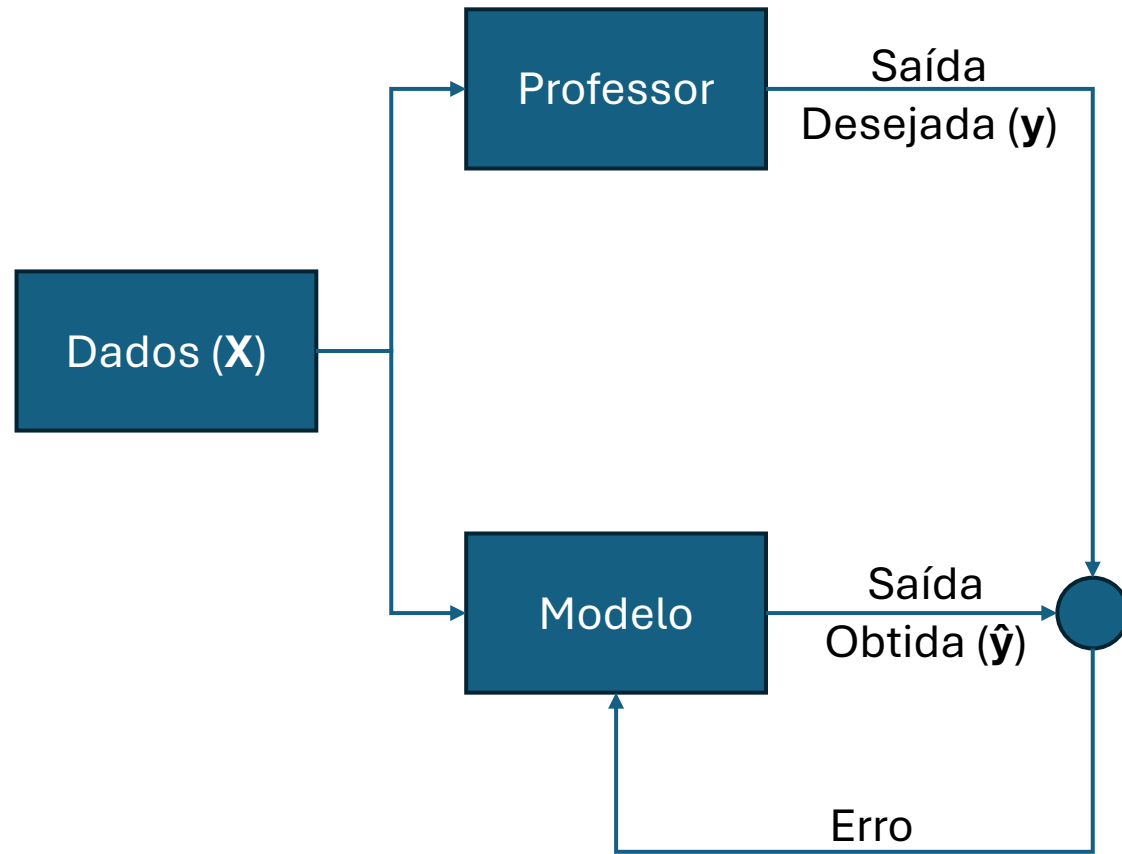 Professor
Saída
Desejada (y)
Dados (X)
Modelo
Saída
Obtida (ŷ)
Erro